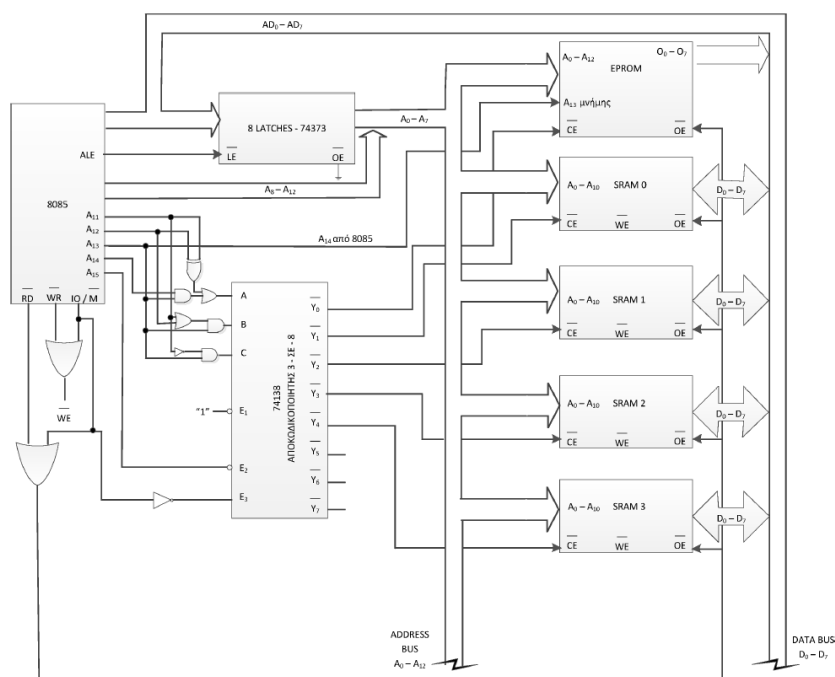 AD₀ – AD₇
8085
ALE
A₁₁
A₁₂
A₁₃
A₁₄
A₁₅
RD
WR
IO / M
WE
8 LATCHES - 74373
LE
OE
A₀ – A₇
A₈ – A₁₂
A₁₄ από 8085
A
B
C
"1"
E₁
E₂
E₃
74138
ΑΠΟΚΩΔΙΚΟΠΟΙΗΤΗΣ 3 - ΣΕ - 8
Y₀
Y₁
Y₂
Y₃
Y₄
Y₅
Y₆
Y₇
A₀ – A₁₂
O₀ – O₇
EPROM
A₁₃ μνήμης
CE
OE
A₀ – A₁₀
SRAM 0
CE
WE
OE
D₀ – D₇
A₀ – A₁₀
SRAM 1
CE
WE
OE
D₀ – D₇
A₀ – A₁₀
SRAM 2
CE
WE
OE
D₀ – D₇
A₀ – A₁₀
SRAM 3
CE
WE
OE
D₀ – D₇
ADDRESS
BUS
A₀ – A₁₂
DATA BUS
D₀ – D₇